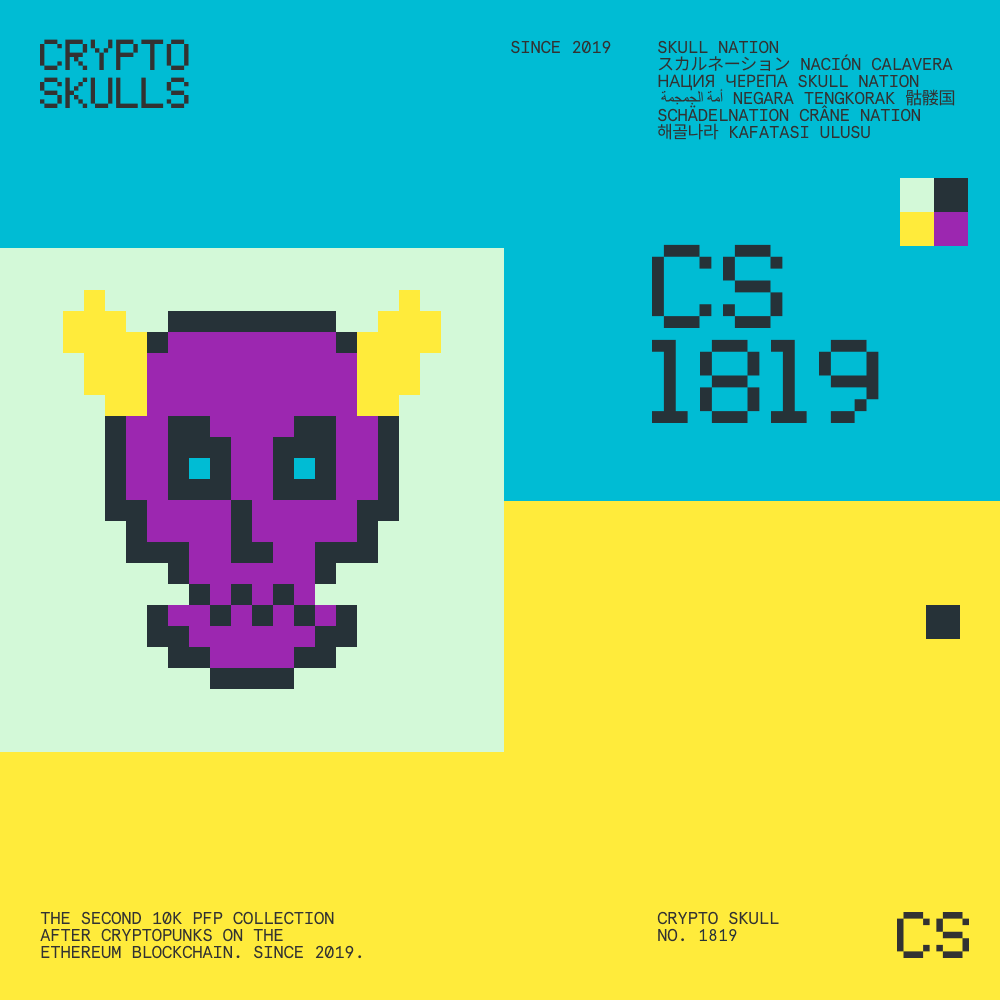 CRYPTO
SKULLS
SINCE 2019
SKULL NATION
スカルネーション NACIÓN CALAVERA
НАЦИЯ ЧЕРЕПА SKULL NATION
أمة الجمجمة NEGARA TENGKORAK 骷髅国
SCHÄDELNATION CRÂNE NATION
해골나라 KAFATASI ULUSU
CS
1819
THE SECOND 10K PFP COLLECTION
AFTER CRYPTOPUNKS ON THE
ETHEREUM BLOCKCHAIN. SINCE 2019.
CRYPTO SKULL
NO. 1819
CS